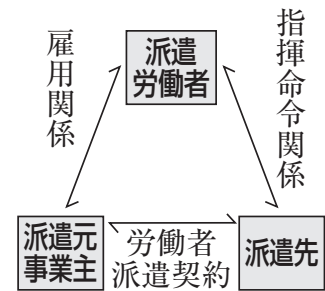 雇用関係
派遣
労働者
指揮命令関係
派遣元
事業主
労働者
派遣契約
派遣先